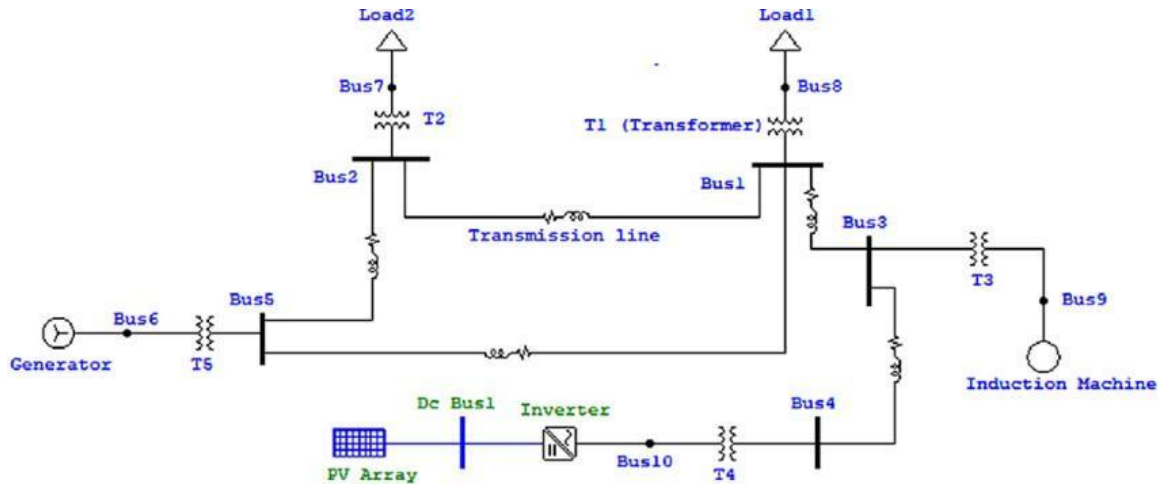 Load2
Load1
Bus7
Bus8
T2
T1 (Transformer)
Bus2
Bus1
Transmission line
Bus3
T3
Bus5
Bus6
Bus9
Generator
T5
Induction Machine
Dc Bus1
Inverter
Bus4
Bus10
T4
PV Array